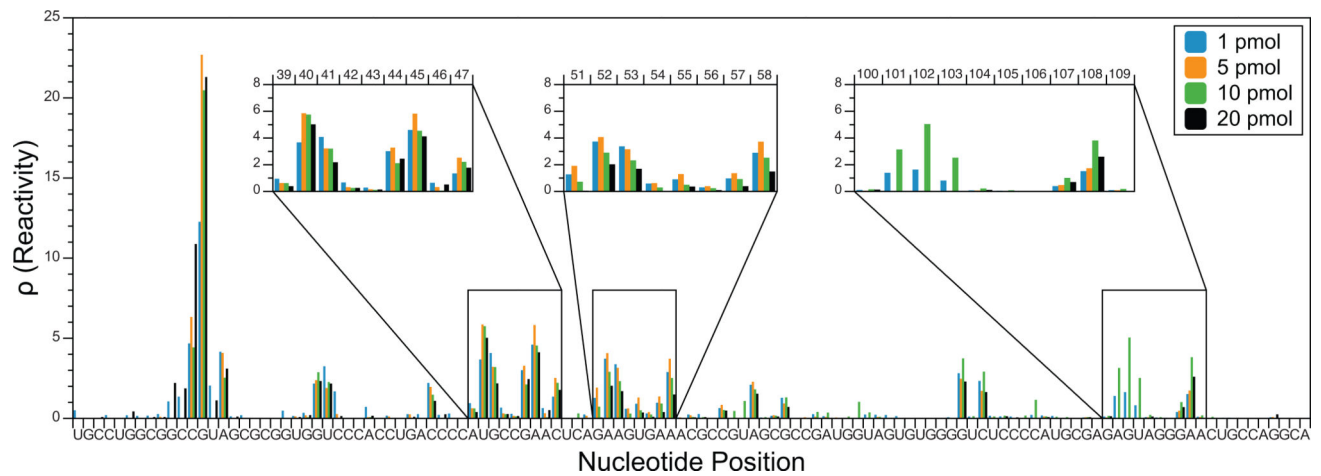 25
20
15
10
5
0
ρ (Reactivity)
1 pmol
5 pmol
10 pmol
20 pmol
39 40 41 42 43 44 45 46 47
8
6
4
2
0
51 52 53 54 55 56 57 58
8
6
4
2
0
100 101 102 103 104 105 106 107 108 109
8
6
4
2
0
UGCCUGGCGGCCGUAGCGCGGUGGUCCCACCUGACCCCAUGCCGAACUCAGAAGUGAAACGCCGUAGCGCCGAUGGUAGUGUGGGGUCUCCCCAUGCGAGAGUAGGGAACUGCCAGGCA
Nucleotide Position